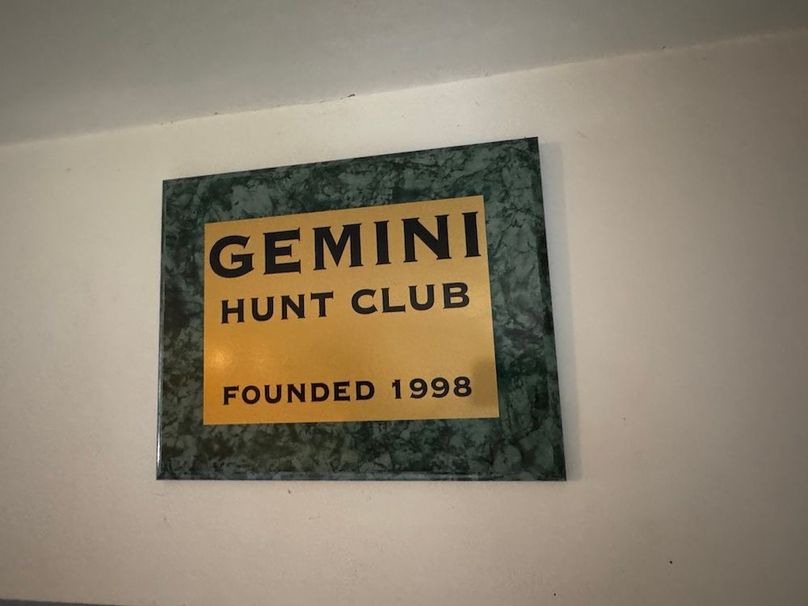 GEMINI
HUNT CLUB
FOUNDED 1998